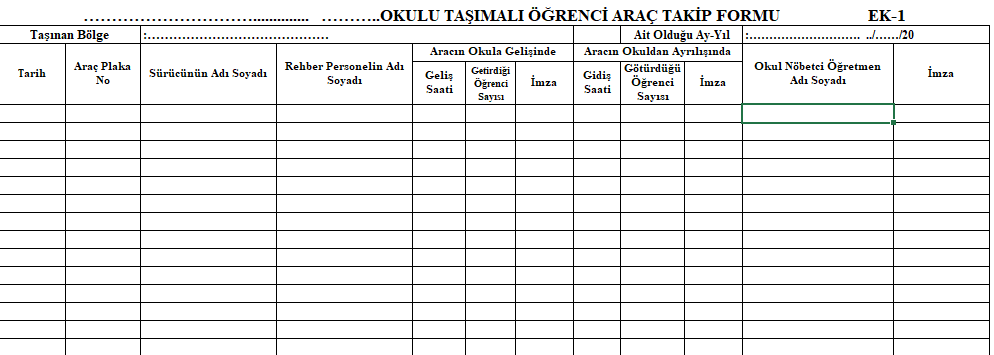 ……………………………............... ………..OKULU TAŞIMALI ÖĞRENCİ ARAÇ TAKİP FORMU EK-1
Taşınan Bölge :…………………………………… Ait Olduğu Ay-Yıl :……………………… ../……/20
Tarih
Araç Plaka
No
Sürücünün Adı Soyadı
Rehber Personelin Adı
Soyadı
Aracın Okula Gelişinde
Geliş
Saati
Getirdiği
Öğrenci
Sayısı
İmza
Aracın Okuldan Ayrılışında
Gidiş
Saati
Götürdüğü
Öğrenci
Sayısı
İmza
Okul Nöbetci Öğretmen
Adı Soyadı
İmza